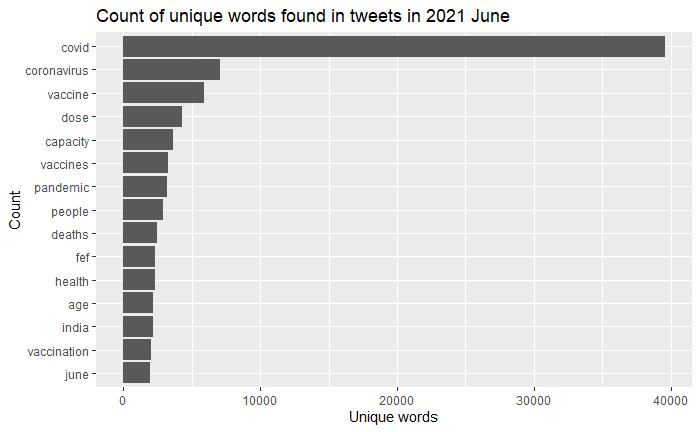 Count of unique words found in tweets in 2021 June
covid
coronavirus
vaccine
dose
capacity
vaccines
pandemic
people
deaths
fef
health
age
india
vaccination
june
Count
0 10000 20000 30000 40000
Unique words